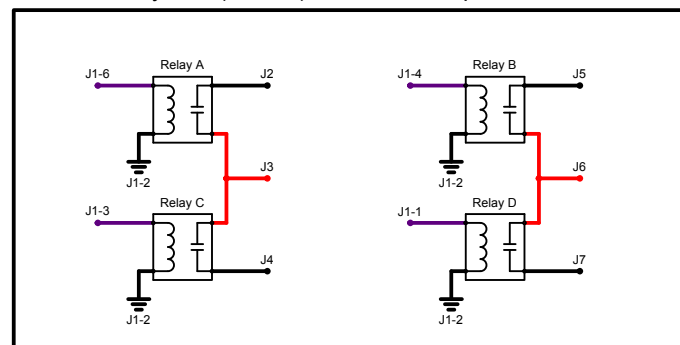 Relay A
J1-6
J2
J1-2
J3
Relay C
J1-3
J4
J1-2
Relay B
J1-4
J5
J1-2
J6
Relay D
J1-1
J7
J1-2